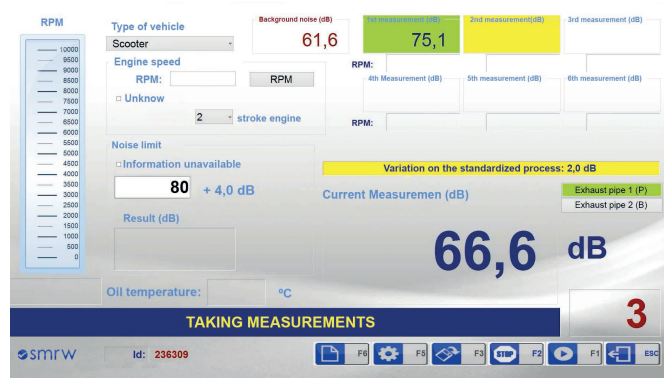 RPM
Type of vehicle
Background noise (dB)
1st measurement (dB)
2nd measurement(dB)
3rd measurement (dB)
Scooter
61,6
75,1
10000
9500
9000
8500
8000
7500
7000
6500
6000
5500
5000
4500
4000
3500
3000
2500
2000
1500
1000
500
0
Engine speed
RPM:
RPM
RPM:
4th Measurement (dB)
5th measurement (dB)
6th measurement (dB)
Unknow
2
stroke engine
RPM:
Noise limit
Information unavailable
Variation on the standardized process: 2,0 dB
80
+ 4,0 dB
Current Measuremen (dB)
Exhaust pipe 1 (P)
Exhaust pipe 2 (B)
Result (dB)
66,6
dB
Oil temperature:
ºC
TAKING MEASUREMENTS
3
smrw
Id: 236309
F6
F5
F3
STOP
F2
F1
ESC